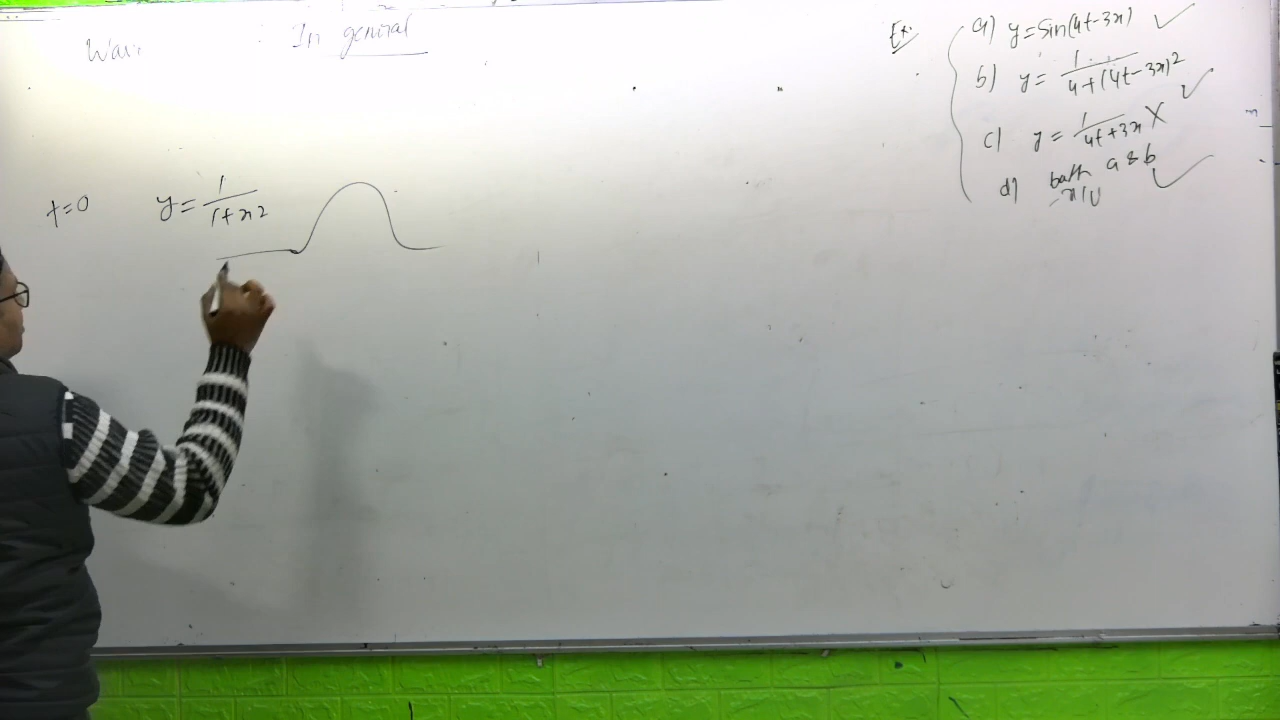 In general
t=0 y = 1/(1+x²)
Ex.
a) y = sin(4t-3x) ✓
b) y = 1/(4+(4t-3x)²) ✓
c) y = 1/(4t+3x) X
d) both a & b ✓